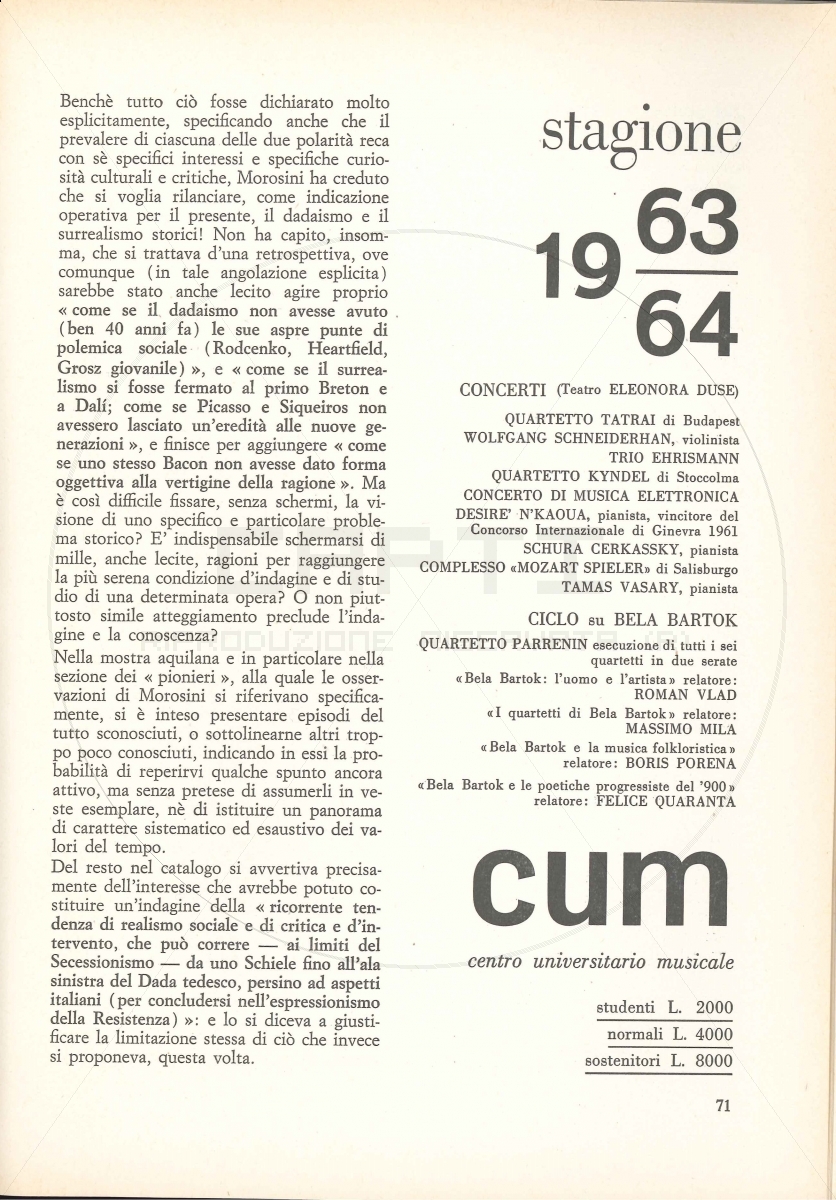 Benchè tutto ciò fosse dichiarato molto
esplicitamente, specificando anche che il
prevalere di ciascuna delle due polarità reca
con sè specifici interessi e specifiche curio-
sità culturali e critiche, Morosini ha creduto
che si voglia rilanciare, come indicazione
operativa per il presente, il dadaismo e il
surrealismo storici! Non ha capito, insom-
ma, che si trattava d'una retrospettiva, ove
comunque (in tale angolazione esplicita)
sarebbe stato anche lecito agire proprio
« come se il dadaismo non avesse avuto
(ben 40 anni fa) le sue aspre punte di
polemica sociale (Rodcenko, Heartfield,
Grosz giovanile) », e « come se il surrea-
lismo si fosse fermato al primo Breton e
a Dalí; come se Picasso e Siqueiros non
avessero lasciato un'eredità alle nuove ge-
nerazioni », e finisce per aggiungere « come
se uno stesso Bacon non avesse dato forma
oggettiva alla vertigine della ragione ». Ma
è così difficile fissare, senza schermi, la vi-
sione di uno specifico e particolare proble-
ma storico? E' indispensabile schermarsi di
mille, anche lecite, ragioni per raggiungere
la più serena condizione d'indagine e di stu-
dio di una determinata opera? O non piut-
tosto simile atteggiamento preclude l'inda-
gine e la conoscenza?
Nella mostra aquilana e in particolare nella
sezione dei « pionieri », alla quale le osser-
vazioni di Morosini si riferivano specifica-
mente, si è inteso presentare episodi del
tutto sconosciuti, o sottolinearne altri trop-
po poco conosciuti, indicando in essi la pro-
babilità di reperirvi qualche spunto ancora
attivo, ma senza pretese di assumerli in ve-
ste esemplare, nè di istituire un panorama
di carattere sistematico ed esaustivo dei va-
lori del tempo.
Del resto nel catalogo si avvertiva precisa-
mente dell'interesse che avrebbe potuto co-
stituire un'indagine della « ricorrente ten-
denza di realismo sociale e di critica e d'in-
tervento, che può correre — ai limiti del
Secessionismo — da uno Schiele fino all'ala
sinistra del Dada tedesco, persino ad aspetti
italiani (per concludersi nell'espressionismo
della Resistenza) »: e lo si diceva a giusti-
ficare la limitazione stessa di ciò che invece
si proponeva, questa volta.
stagione
19 63
64
CONCERTI (Teatro ELEONORA DUSE)
QUARTETTO TATRAI di Budapest
WOLFGANG SCHNEIDERHAN, violinista
TRIO EHRISMANN
QUARTETTO KYNDEL di Stoccolma
CONCERTO DI MUSICA ELETTRONICA
DESIRE' N'KAOUA, pianista, vincitore del
Concorso Internazionale di Ginevra 1961
SCHURA CERKASSKY, pianista
COMPLESSO «MOZART SPIELER» di Salisburgo
TAMAS VASARY, pianista
CICLO su BELA BARTOK
QUARTETTO PARRENIN esecuzione di tutti i sei
quartetti in due serate
«Bela Bartok: l'uomo e l'artista» relatore:
ROMAN VLAD
«I quartetti di Bela Bartok» relatore:
MASSIMO MILA
«Bela Bartok e la musica folkloristica»
relatore: BORIS PORENA
«Bela Bartok e le poetiche progressiste del '900»
relatore: FELICE QUARANTA
cum
centro universitario musicale
studenti L. 2000
normali L. 4000
sostenitori L. 8000
71